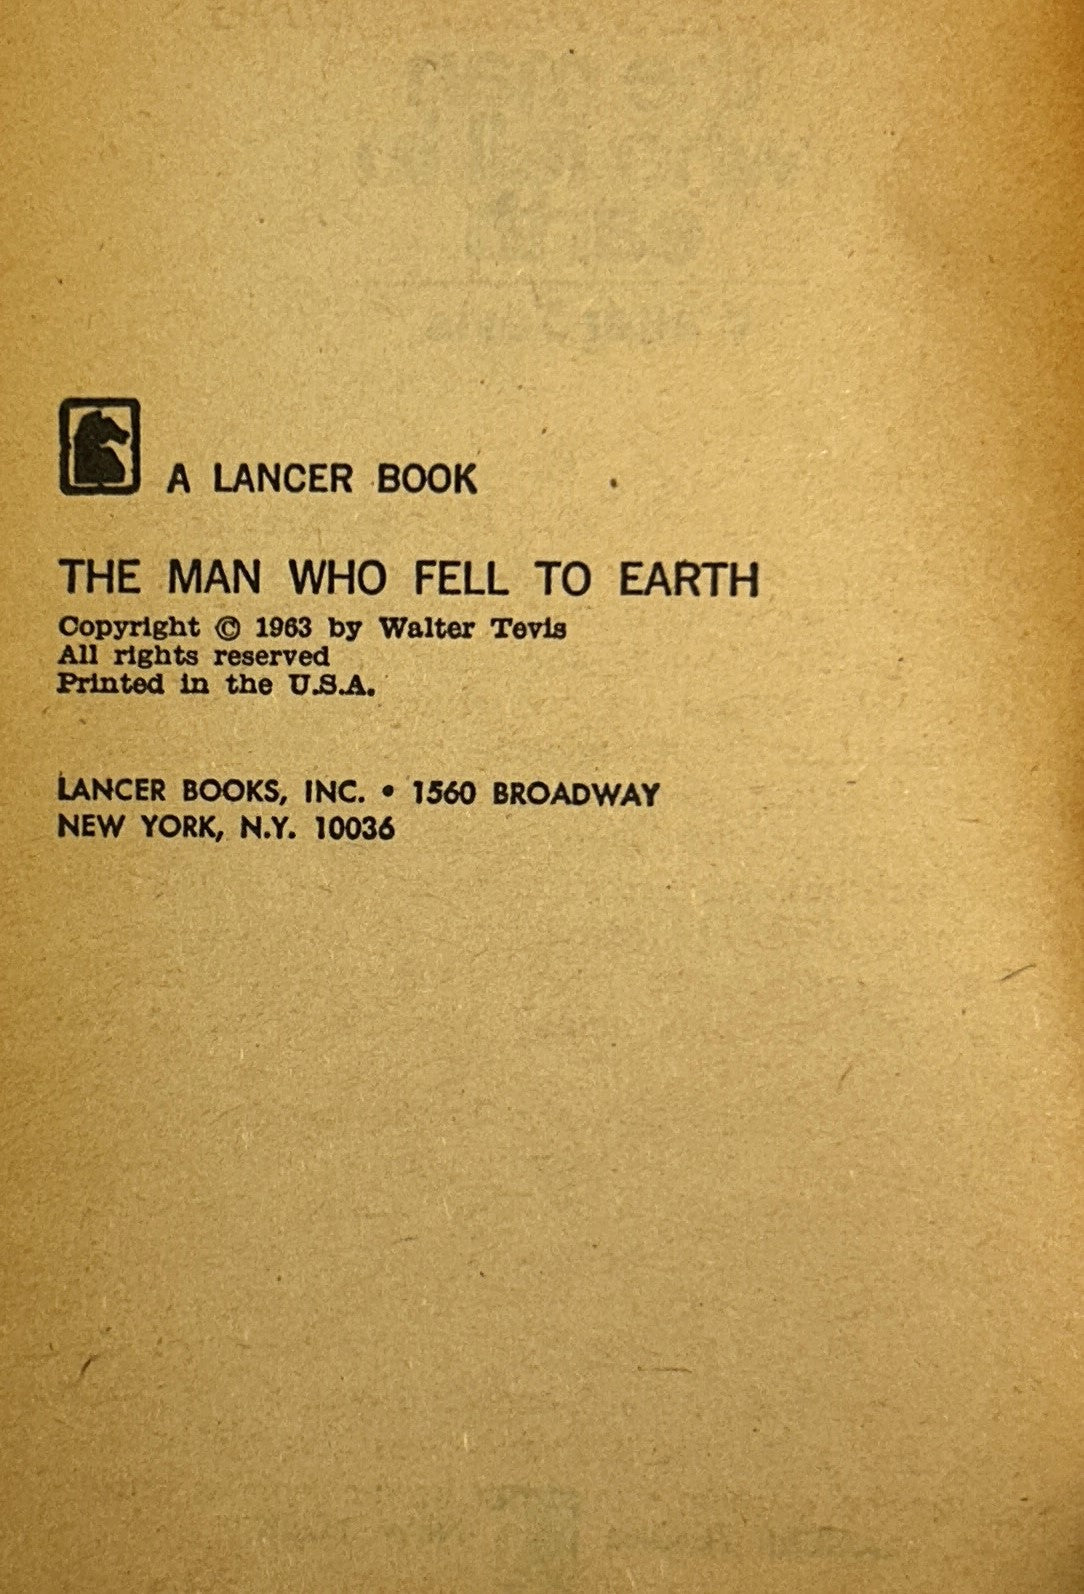 A LANCER BOOK
THE MAN WHO FELL TO EARTH
Copyright © 1963 by Walter Tevis
All rights reserved
Printed in the U.S.A.
LANCER BOOKS, INC. • 1560 BROADWAY
NEW YORK, N.Y. 10036